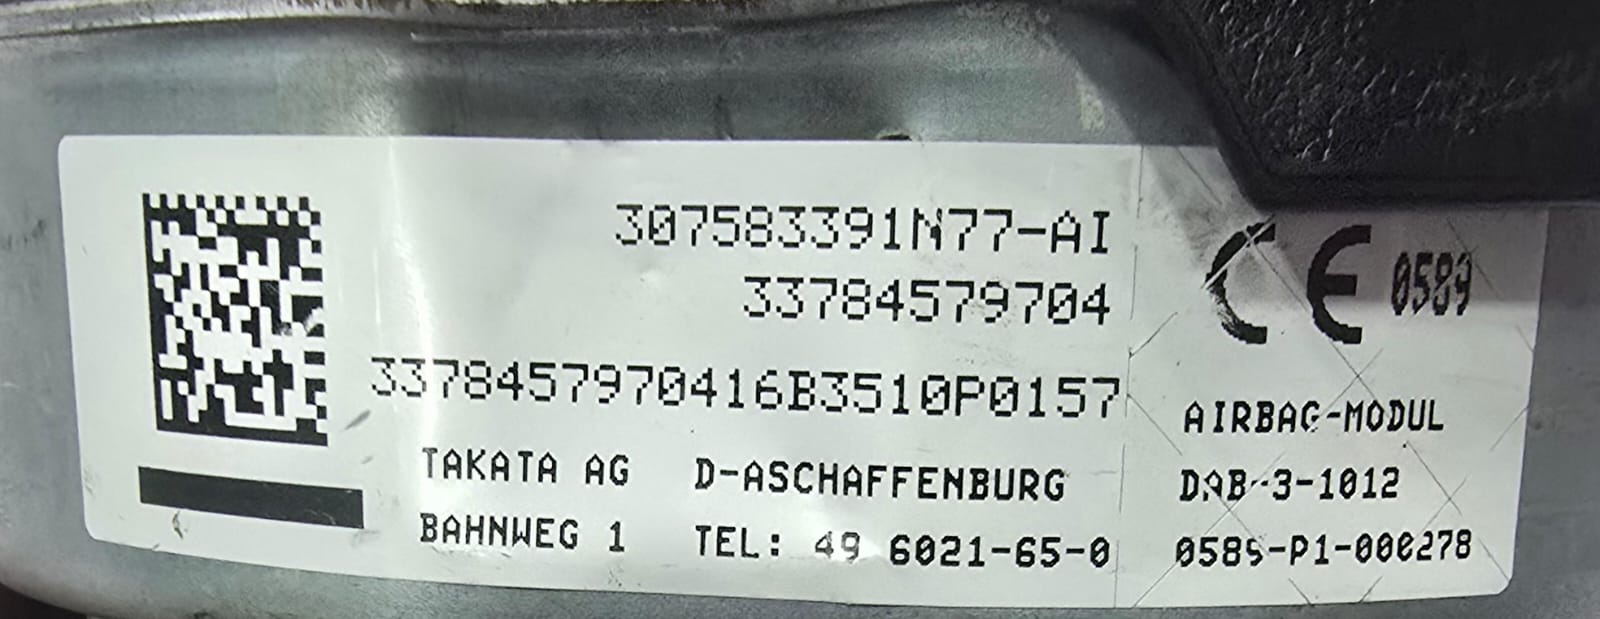 307583391N77-AI
33784579704
3378457970416B3510P0157
TAKATA AG D-ASCHAFFENBURG
BAHNWEG 1 TEL: 49 6021-65-0
CE 0589
AIRBAG-MODUL
DAB-3-1012
0589-P1-000278